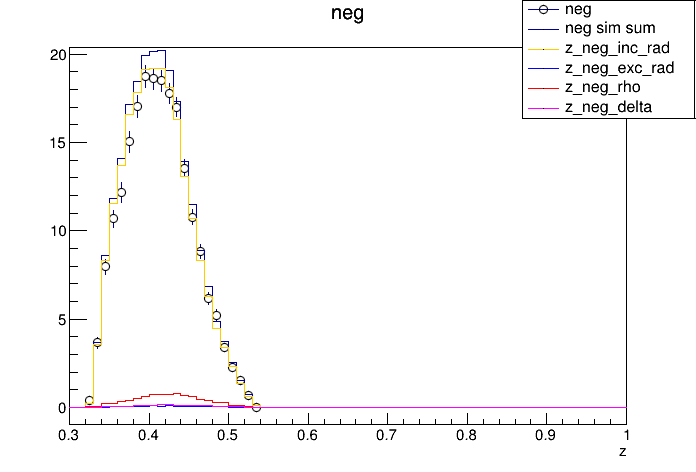 neg
neg
neg sim sum
z_neg_inc_rad
z_neg_exc_rad
z_neg_rho
z_neg_delta
20
15
10
5
0
0.3 0.4 0.5 0.6 0.7 0.8 0.9 1
z